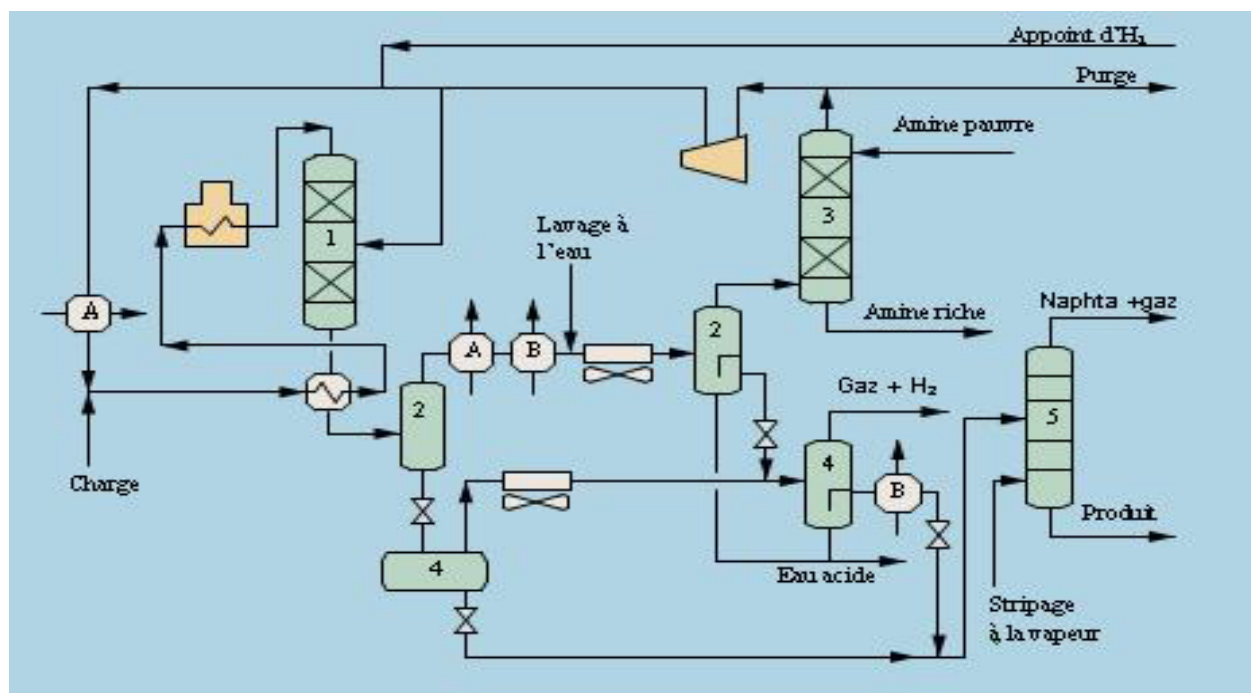 Appoint d'H₂
Purge
Amine pauvre
3
1
Lavage à
l'eau
A
A
B
2
Amine riche
Naphta +gaz
2
Gaz + H₂
5
4
B
Charge
Produit
4
Eau acide
Stripage
à la vapeur